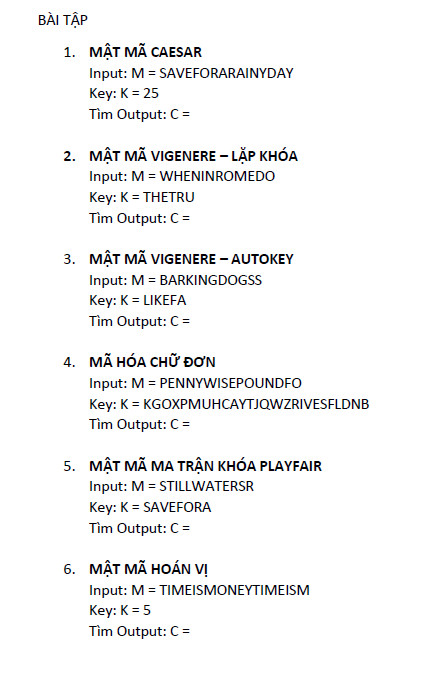 BÀI TẬP
1. MẬT MÃ CAESAR
Input: M = SAVEFORARAINYDAY
Key: K = 25
Tìm Output: C =
2. MẬT MÃ VIGENERE – LẶP KHÓA
Input: M = WHENINROMEDO
Key: K = THETRU
Tìm Output: C =
3. MẬT MÃ VIGENERE – AUTOKEY
Input: M = BARKINGDOGSS
Key: K = LIKEFA
Tìm Output: C =
4. MÃ HÓA CHỮ ĐƠN
Input: M = PENNYWISEPOUNDFO
Key: K = KGOXPMUHCAYTJQWZRIVESFLDNB
Tìm Output: C =
5. MẬT MÃ MA TRẬN KHÓA PLAYFAIR
Input: M = STILLWATERSR
Key: K = SAVEFORA
Tìm Output: C =
6. MẬT MÃ HOÁN VỊ
Input: M = TIMEISMONEYTIMEISM
Key: K = 5
Tìm Output: C =